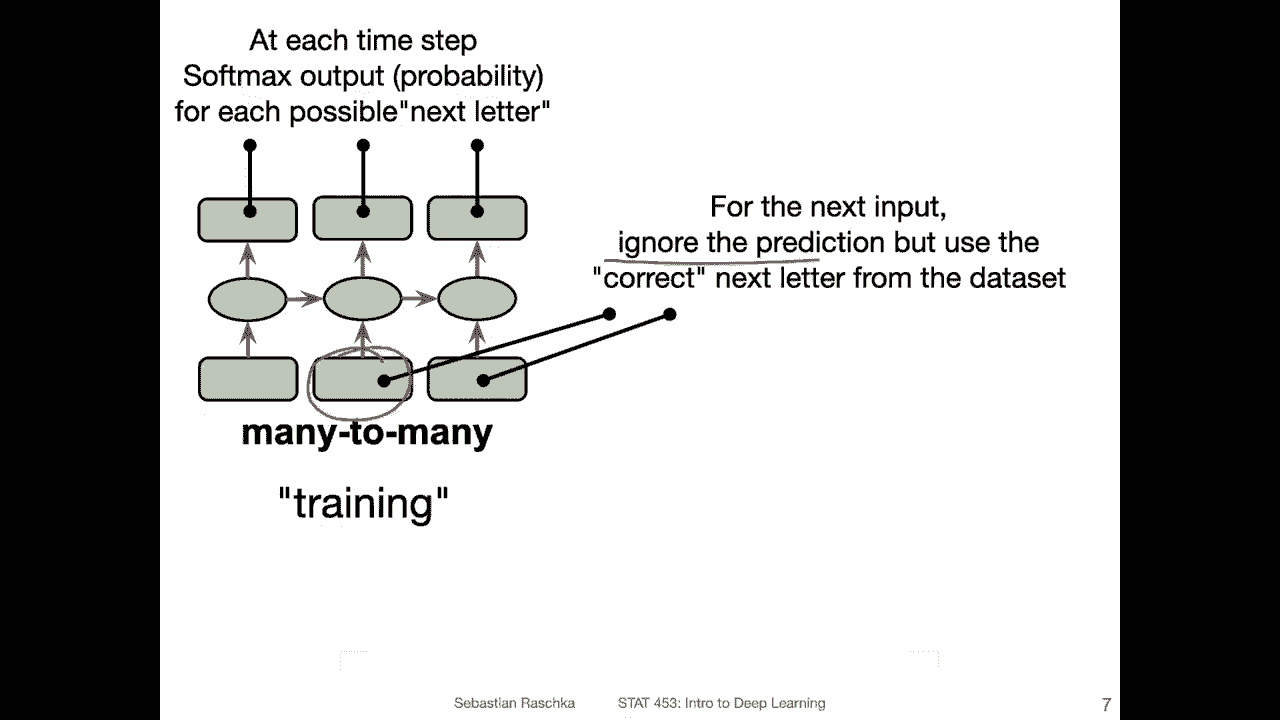 At each time step
Softmax output (probability)
for each possible"next letter"
For the next input,
ignore the prediction but use the
"correct" next letter from the dataset
many-to-many
"training"
Sebastian Raschka STAT 453: Intro to Deep Learning 7